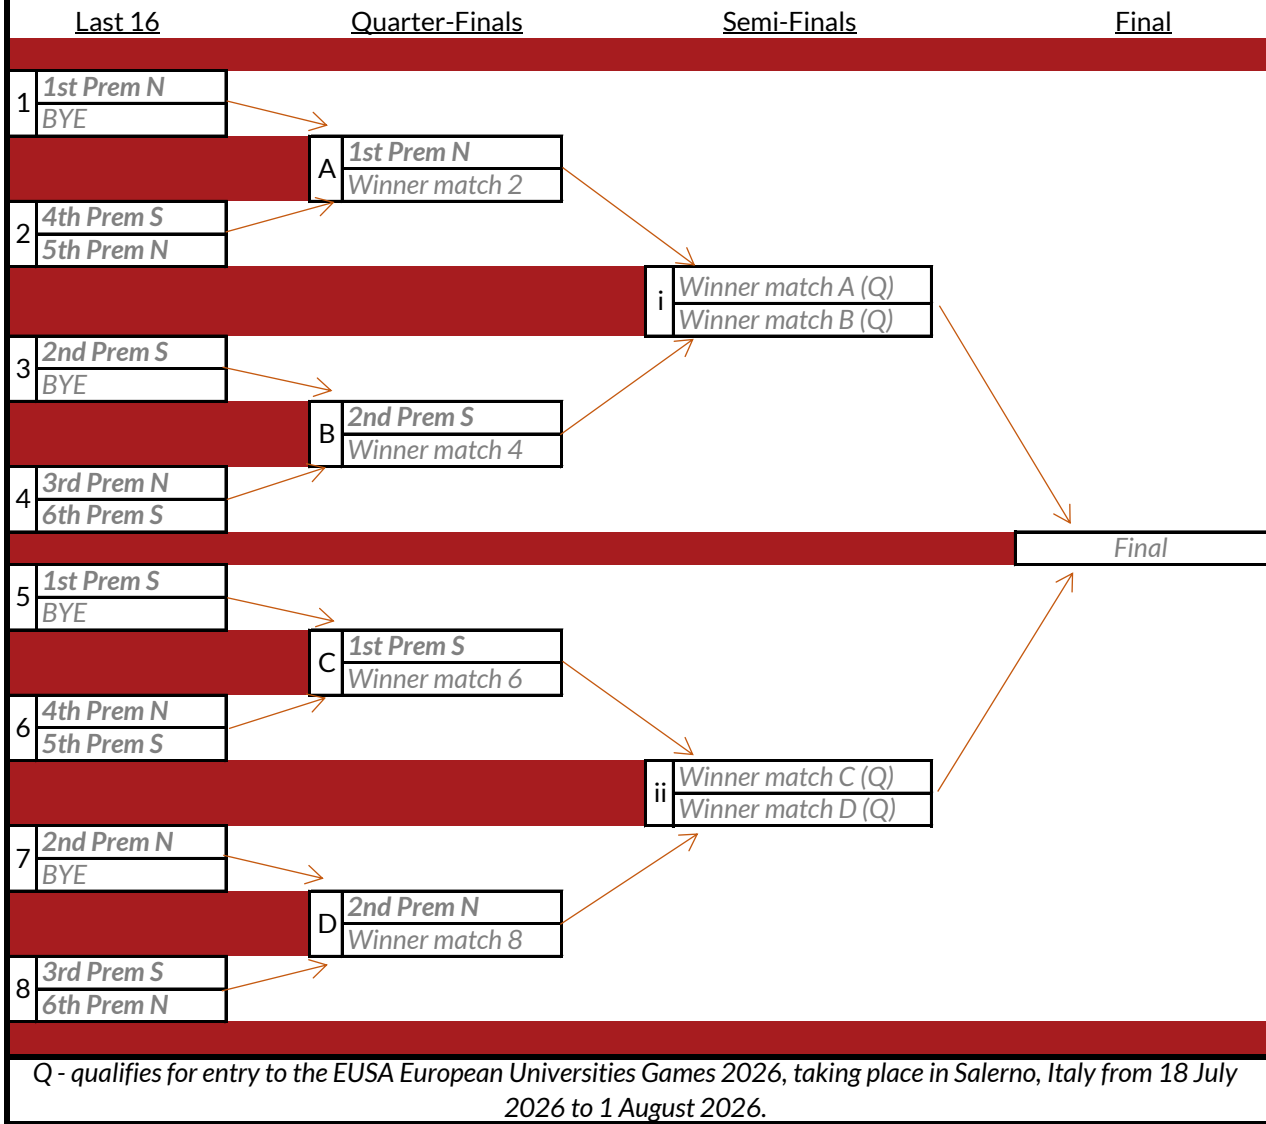 Last 16 Quarter-Finals Semi-Finals Final
1 1st Prem N
BYE
A 1st Prem N
Winner match 2
2 4th Prem S
5th Prem N
i Winner match A (Q)
Winner match B (Q)
3 2nd Prem S
BYE
B 2nd Prem S
Winner match 4
4 3rd Prem N
6th Prem S
Final
5 1st Prem S
BYE
C 1st Prem S
Winner match 6
6 4th Prem N
5th Prem S
ii Winner match C (Q)
Winner match D (Q)
7 2nd Prem N
BYE
D 2nd Prem N
Winner match 8
8 3rd Prem S
6th Prem N
Q - qualifies for entry to the EUSA European Universities Games 2026, taking place in Salerno, Italy from 18 July
2026 to 1 August 2026.